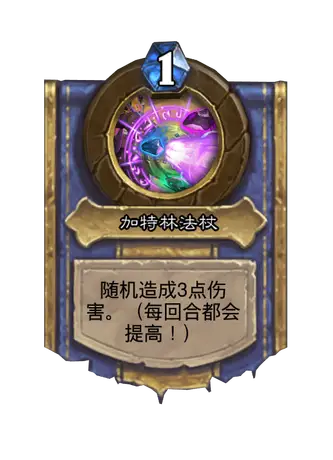 1
加特林法杖
随机造成3点伤
害。（每回合都会
提高！）